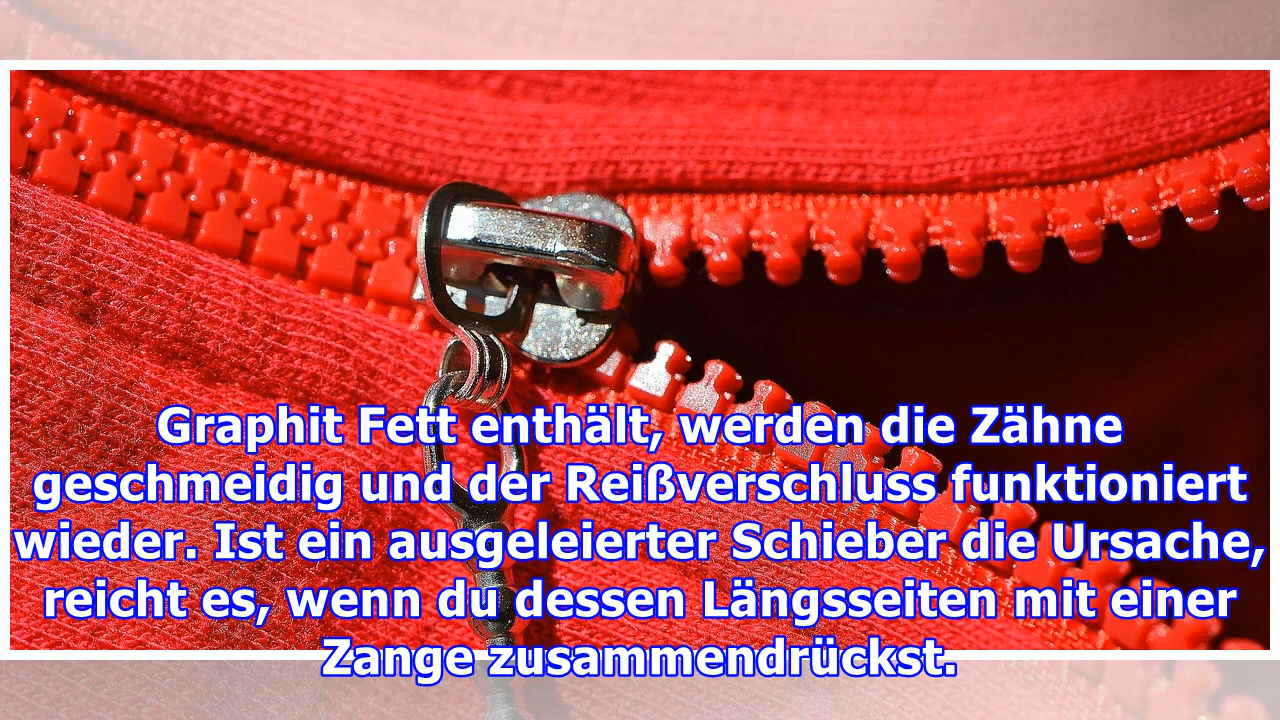 Graphit Fett enthält, werden die Zähne
geschmeidig und der Reißverschluss funktioniert
wieder. Ist ein ausgeleierter Schieber die Ursache,
reicht es, wenn du dessen Längsseiten mit einer
Zange zusammendrückst.